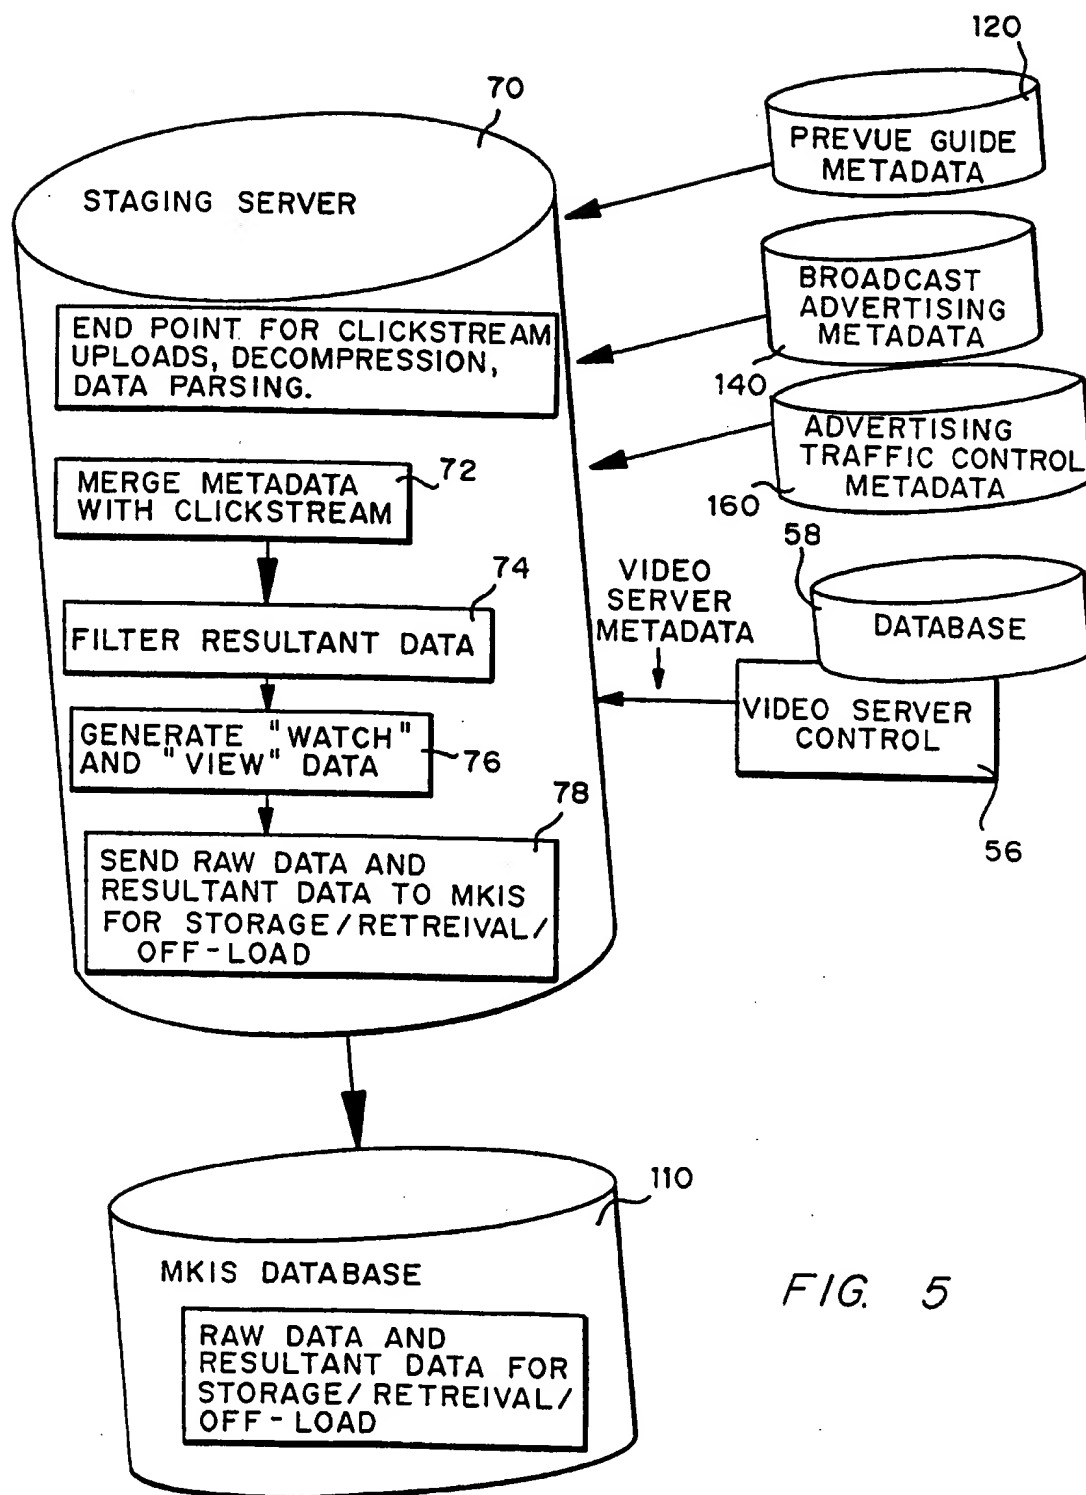 120
70
PREVUE GUIDE
METADATA
STAGING SERVER
BROADCAST
ADVERTISING
METADATA
140
END POINT FOR CLICKSTREAM
UPLOADS, DECOMPRESSION,
DATA PARSING.
ADVERTISING
TRAFFIC CONTROL
METADATA
160
MERGE METADATA
WITH CLICKSTREAM
72
58
DATABASE
VIDEO
SERVER
METADATA
74
FILTER RESULTANT DATA
VIDEO SERVER
CONTROL
56
GENERATE "WATCH"
AND "VIEW" DATA
76
78
SEND RAW DATA AND
RESULTANT DATA TO MKIS
FOR STORAGE/RETREIVAL/
OFF-LOAD
110
MKIS DATABASE
RAW DATA AND
RESULTANT DATA FOR
STORAGE/RETREIVAL/
OFF-LOAD
FIG. 5